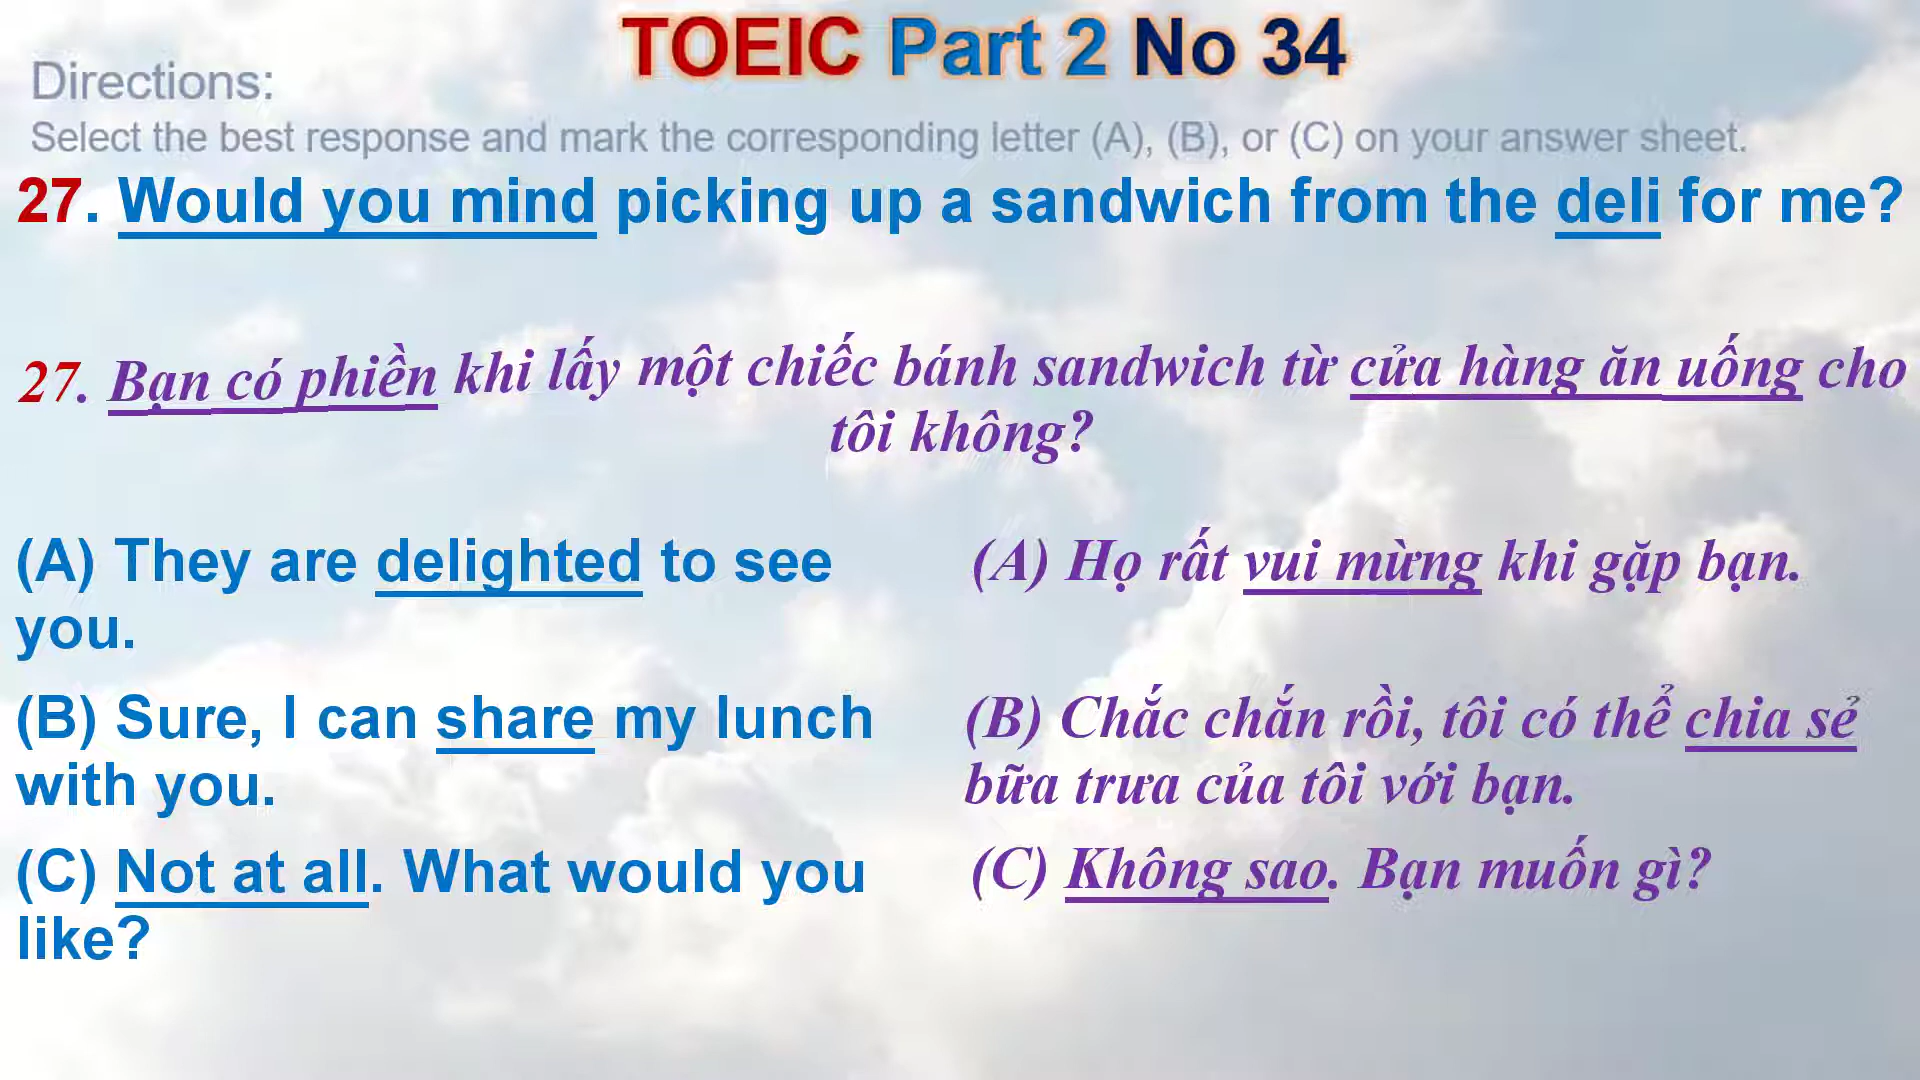 TOEIC Part 2 No 34
Directions:
Select the best response and mark the corresponding letter (A), (B), or (C) on your answer sheet.
27. Would you mind picking up a sandwich from the deli for me?
27. Bạn có phiền khi lấy một chiếc bánh sandwich từ cửa hàng ăn uống cho
tôi không?
(A) They are delighted to see
you.
(B) Sure, I can share my lunch
with you.
(C) Not at all. What would you
like?
(A) Họ rất vui mừng khi gặp bạn.
(B) Chắc chắn rồi, tôi có thể chia sẻ
bữa trưa của tôi với bạn.
(C) Không sao. Bạn muốn gì?